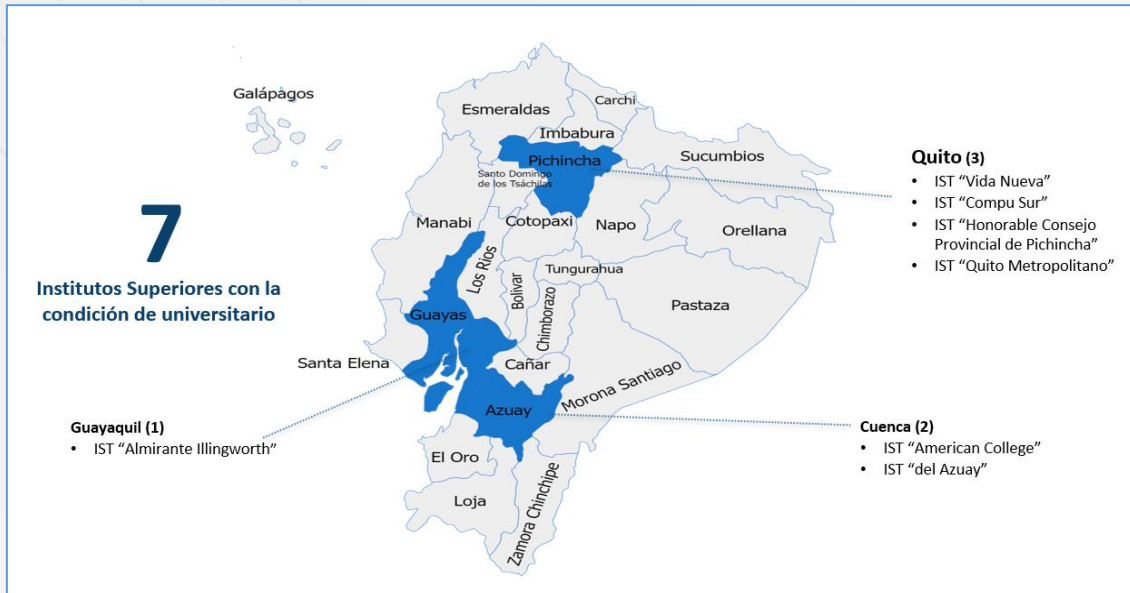 Galápagos
Esmeraldas
Carchi
Imbabura
Pichincha
Sucumbios
Santo Domingo
de los Tsáchilas
Manabi
Cotopaxi
Napo
Orellana
Los Rios
Bolivar
Tungurahua
Chimborazo
Pastaza
Guayas
Santa Elena
Cañar
Morona Santiago
Azuay
El Oro
Loja
Zamora Chinchipe
7
Institutos Superiores con la
condición de universitario
Quito (3)
• IST “Vida Nueva”
• IST “Compu Sur”
• IST “Honorable Consejo
Provincial de Pichincha”
• IST “Quito Metropolitano”
Guayaquil (1)
• IST “Almirante Illingworth”
Cuenca (2)
• IST “American College”
• IST “del Azuay”